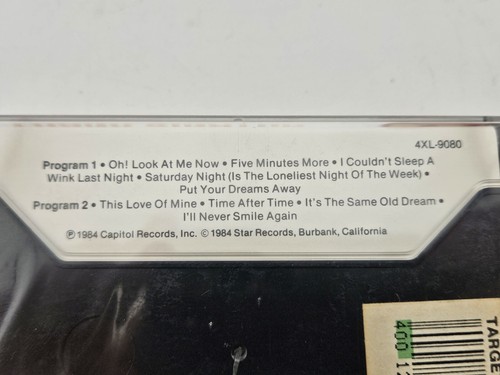 4XL-9080
Program 1 • Oh! Look At Me Now • Five Minutes More • I Couldn't Sleep A
Wink Last Night • Saturday Night (Is The Loneliest Night Of The Week) •
Put Your Dreams Away
Program 2 • This Love Of Mine • Time After Time • It's The Same Old Dream •
I'll Never Smile Again
℗1984 Capitol Records, Inc. ©1984 Star Records, Burbank, California
TARGE
400 12